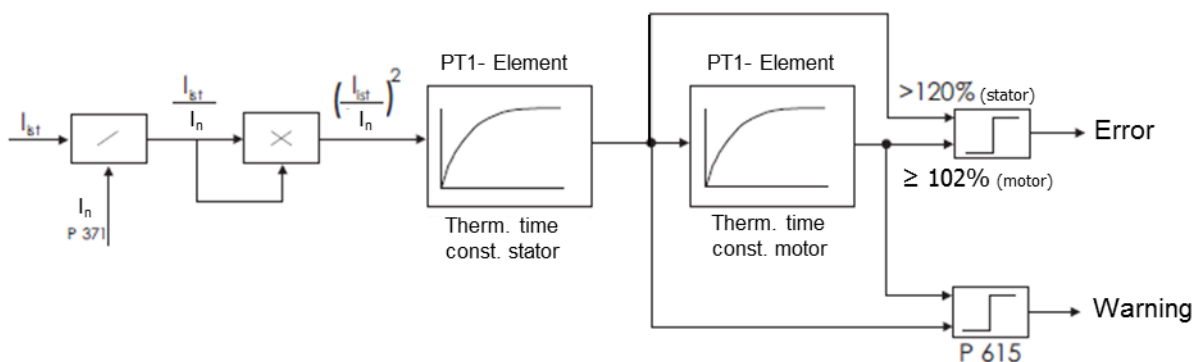 I_ist
I_ist / I_n
(I_ist / I_n)²
I_n
P 371
PT1- Element
Therm. time
const. stator
PT1- Element
Therm. time
const. motor
>120% (stator)
≥ 102% (motor)
Error
Warning
P 615